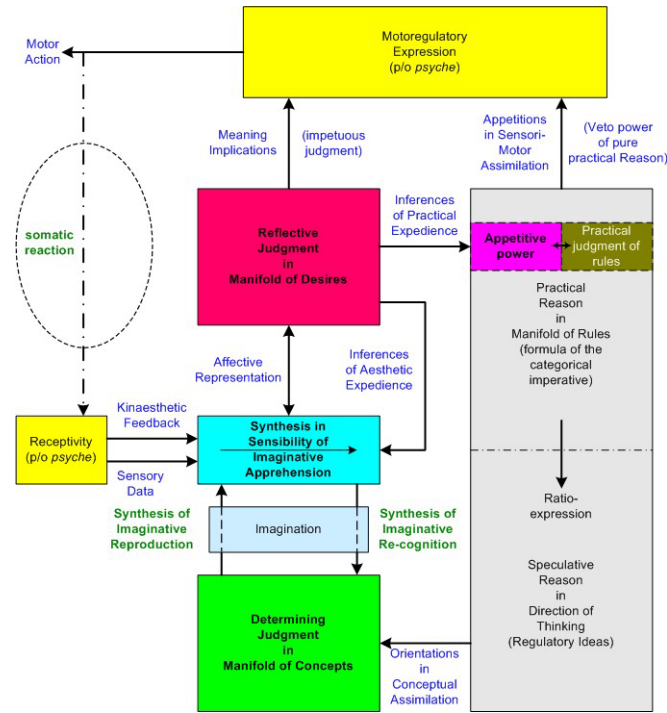 Motor
Action
Motoregulatory
Expression
(p/o psyche)
Meaning
Implications
(impetuous
judgment)
Appetitions in
Sensori-
Motor
Assimilation
(Veto power
of pure
practical Reason)
somatic
reaction
Reflective
Judgment
in
Manifold of Desires
Inferences
of Practical
Expedience
Appetitive
power
Practical
judgment of
rules
Practical
Reason
in
Manifold of Rules
(formula of the
categorical
imperative)
Affective
Representation
Inferences
of Aesthetic
Expedience
Kinaesthetic
Feedback
Receptivity
(p/o psyche)
Sensory
Data
Synthesis in
Sensibility of
Imaginative
Apprehension
Synthesis of
Imaginative
Reproduction
Imagination
Synthesis of
Imaginative
Re-cognition
Ratio-
expression
Speculative
Reason
in
Direction of
Thinking
(Regulatory Ideas)
Determining
Judgment
in
Manifold of Concepts
Orientations
in
Conceptual
Assimilation